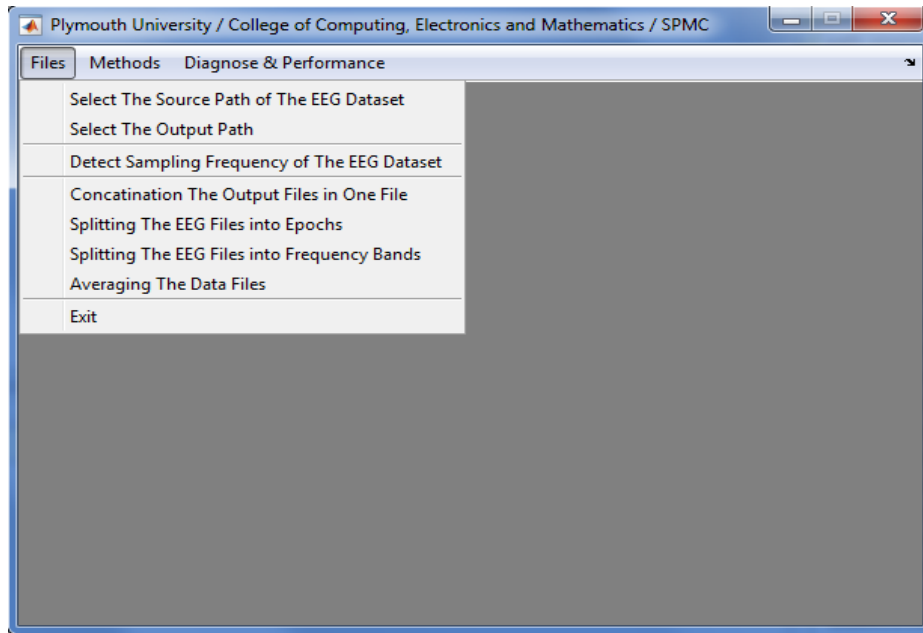 Plymouth University / College of Computing, Electronics and Mathematics / SPMC
Files Methods Diagnose & Performance
Select The Source Path of The EEG Dataset
Select The Output Path
Detect Sampling Frequency of The EEG Dataset
Concatination The Output Files in One File
Splitting The EEG Files into Epochs
Splitting The EEG Files into Frequency Bands
Averaging The Data Files
Exit